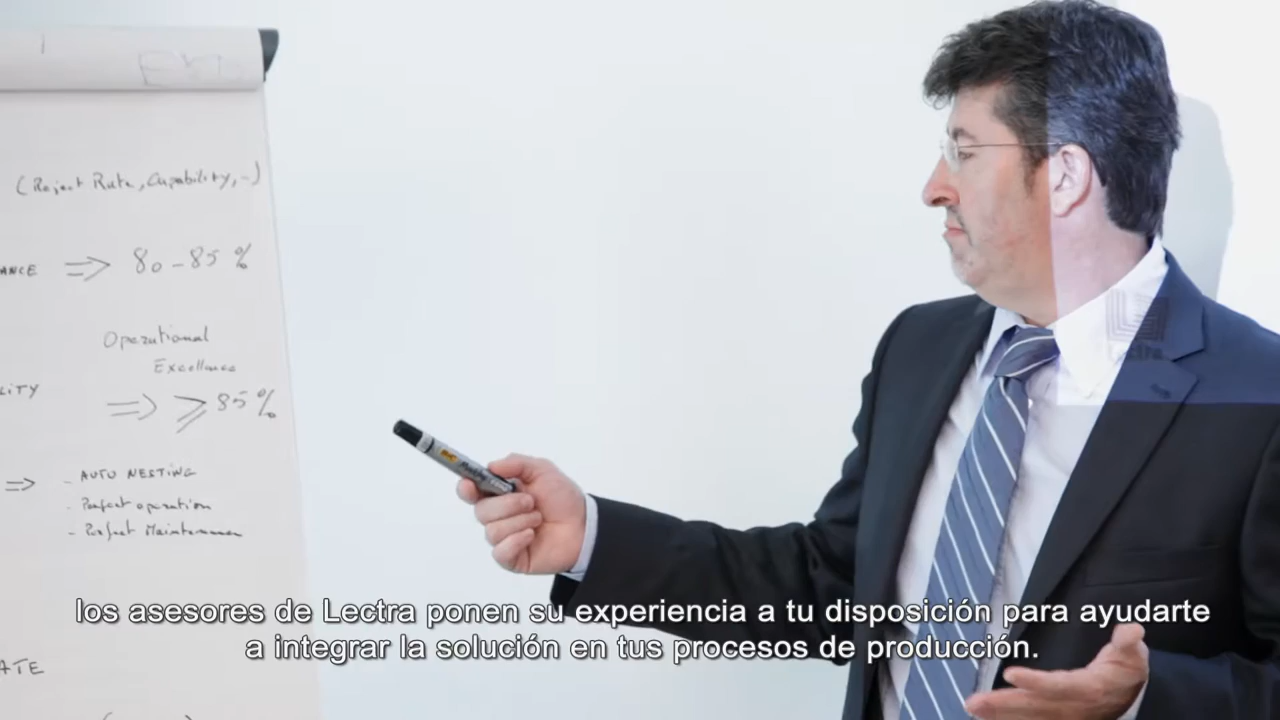 (Reject Rate, Capability, -)
ANCE ⇒ 80-85 %
Operational
Excellence
LITY
⇒ ⩾ 85 %
⇒ - AUTO NESTING
- Perfect operation
- Perfect Maintenance
los asesores de Lectra ponen su experiencia a tu disposición para ayudarte
a integrar la solución en tus procesos de producción.
ATE